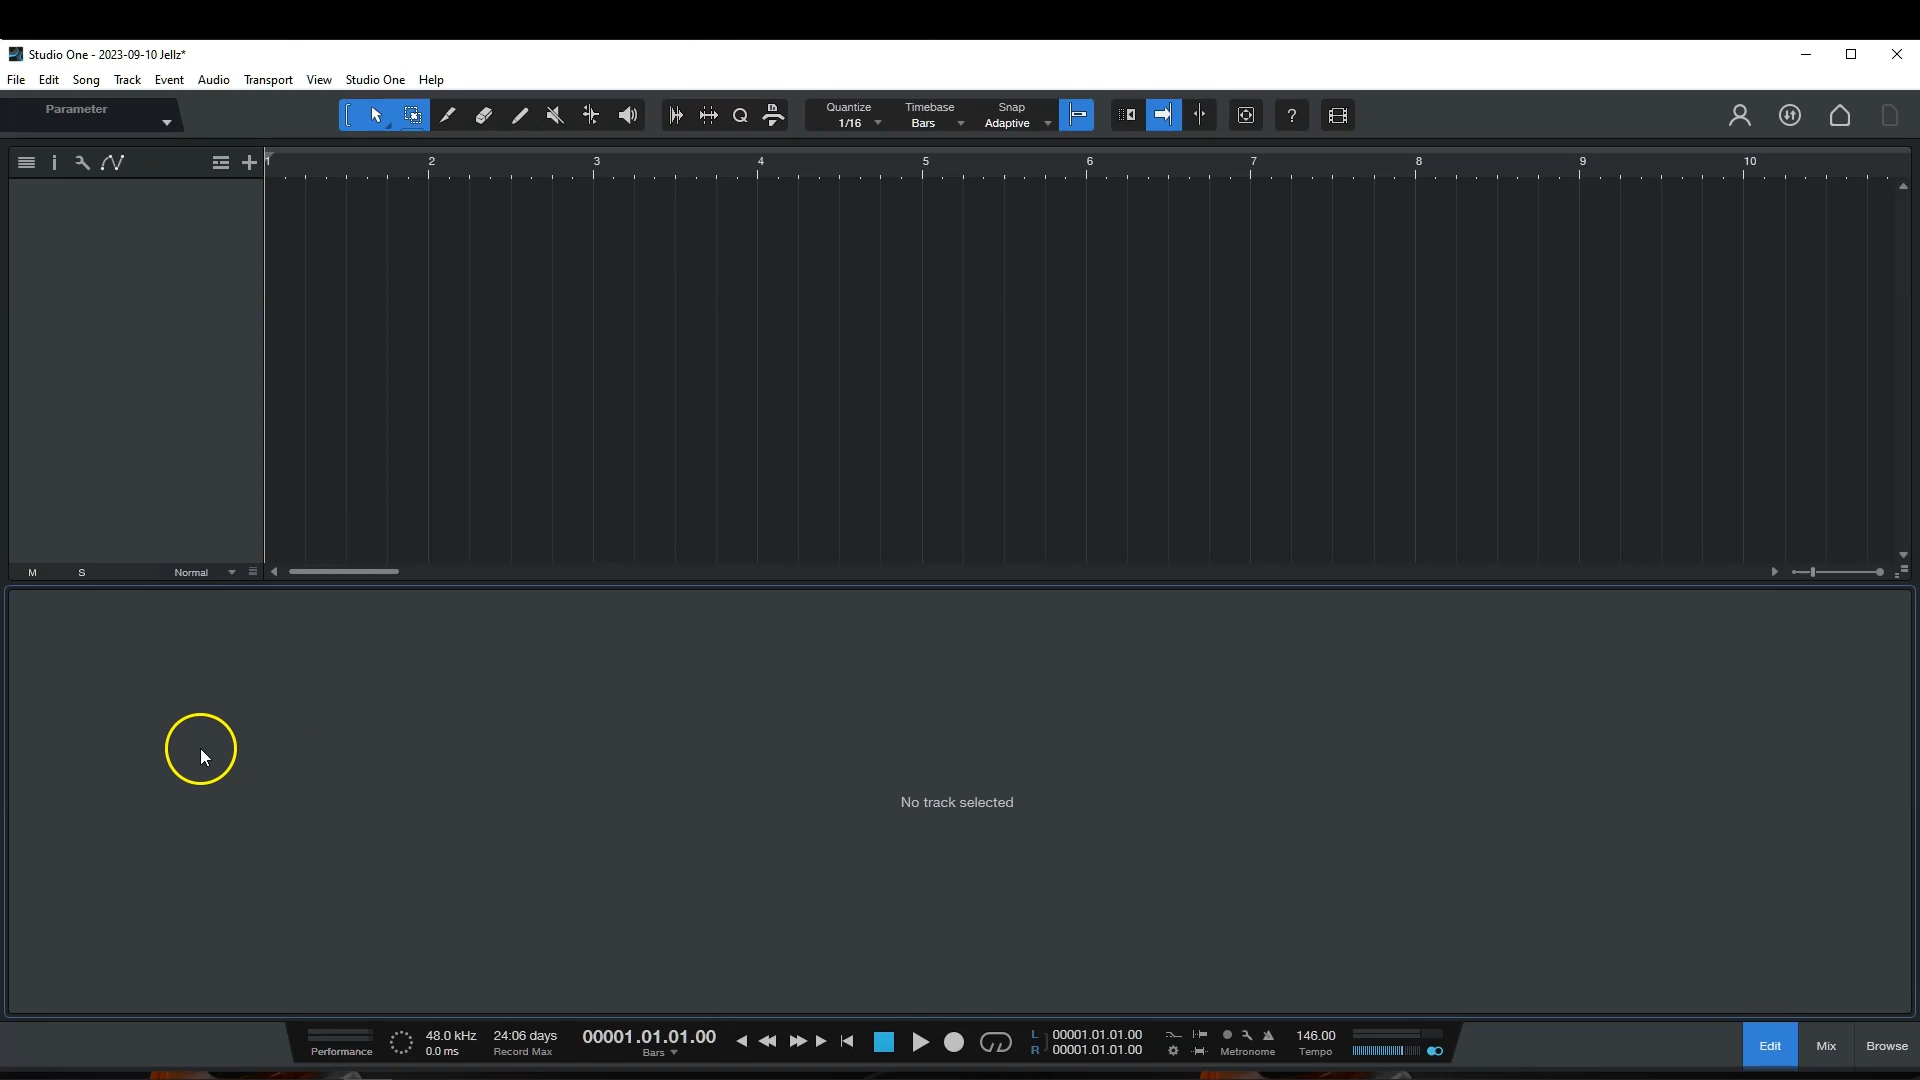 Studio One - 2023-09-10 Jellz*
File Edit Song Track Event Audio Transport View Studio One Help
Parameter
Quantize Timebase Snap
1/16 Bars Adaptive
?
1 2 3 4 5 6 7 8 9 10
M S Normal
No track selected
48.0 kHz 24:06 days 00001.01.01.00 L 00001.01.01.00 146.00
0.0 ms R 00001.01.01.00
Performance Record Max Bars Metronome Tempo
Edit Mix Browse